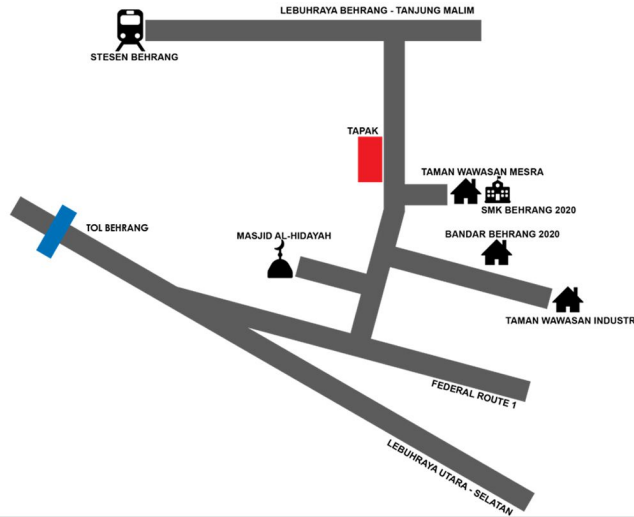 LEBUHRAYA BEHRANG - TANJUNG MALIM
STESEN BEHRANG
TAPAK
TAMAN WAWASAN MESRA
SMK BEHRANG 2020
TOL BEHRANG
MASJID AL-HIDAYAH
BANDAR BEHRANG 2020
TAMAN WAWASAN INDUSTR
FEDERAL ROUTE 1
LEBUHRAYA UTARA - SELATAN